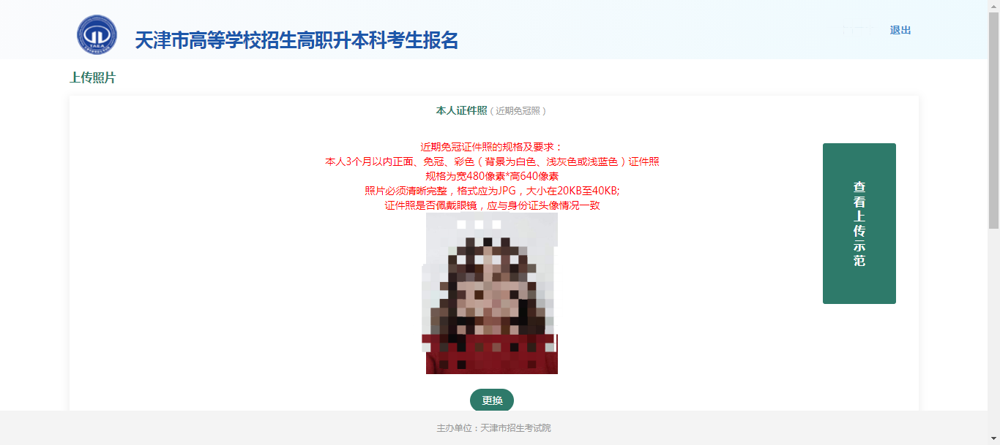 天津市高等学校招生高职升本科考生报名
退出
上传照片
本人证件照（近期免冠照）
近期免冠证件照的规格及要求：
本人3个月以内正面、免冠、彩色（背景为白色、浅灰色或浅蓝色）证件照
规格为宽480像素*高640像素
照片必须清晰完整，格式应为JPG，大小在20KB至40KB;
证件照是否佩戴眼镜，应与身份证头像情况一致
查看上传示范
更换
主办单位：天津市招生考试院